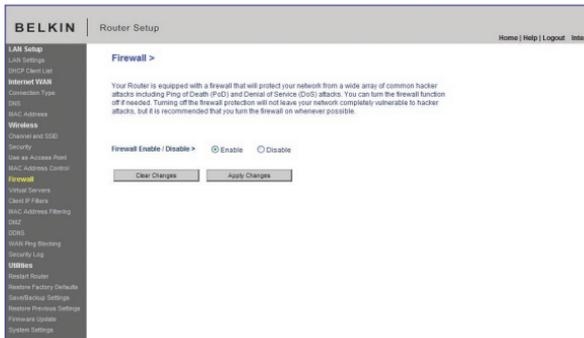 BELKIN
Router Setup
Home | Help | Logout Inte
LAN Setup
LAN Settings
DHCP Client List
Internet WAN
Connection Type
DNS
MAC Address
Wireless
Channel and SSID
Security
Use as Access Point
MAC Address Control
Firewall
Virtual Servers
Client IP Filters
MAC Address Filtering
DMZ
DDNS
WAN Ping Blocking
Security Log
Utilities
Restart Router
Restore Factory Defaults
Save/Backup Settings
Restore Previous Settings
Firmware Update
System Settings
Firewall >
Your Router is equipped with a firewall that will protect your network from a wide array of common hacker
attacks including Ping of Death (PoD) and Denial of Service (DoS) attacks. You can turn the firewall function
off if needed. Turning off the firewall protection will not leave your network completely vulnerable to hacker
attacks, but it is recommended that you turn the firewall on whenever possible.
Firewall Enable / Disable > Enable Disable
Clear Changes Apply Changes